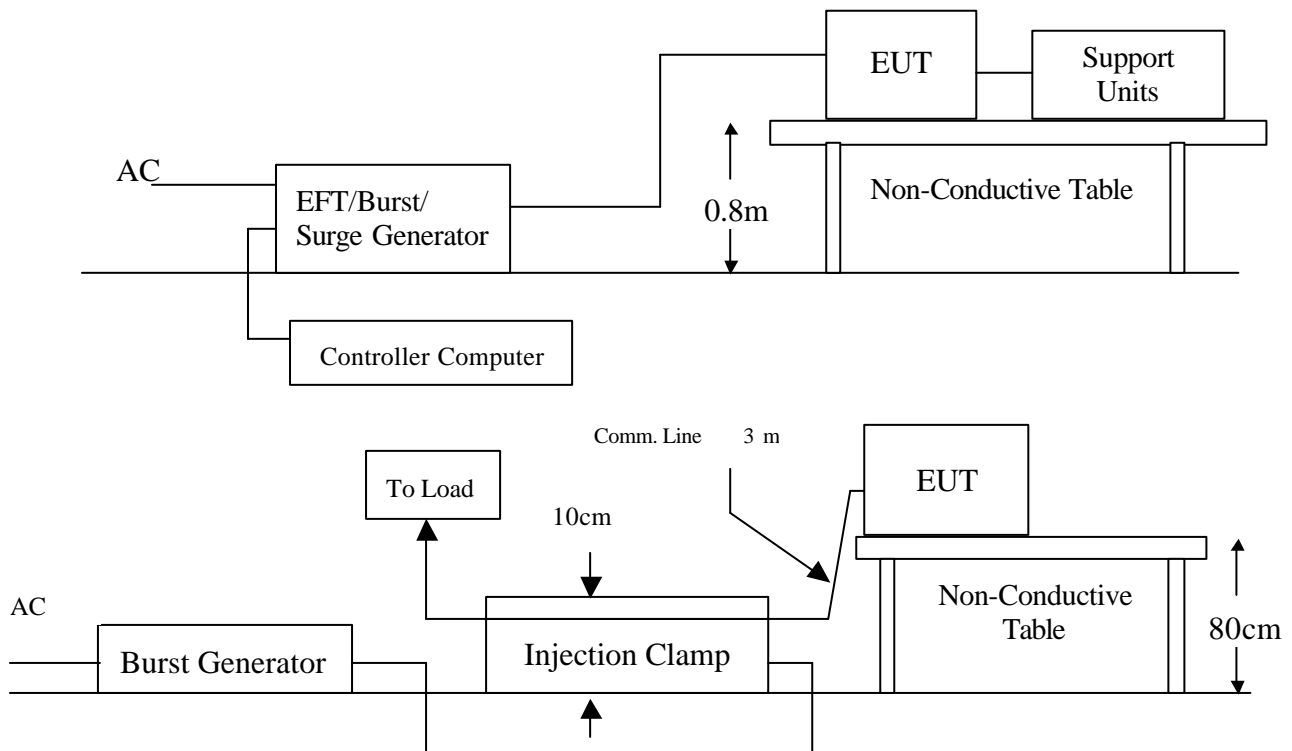 EUT
Support
Units
AC
EFT/Burst/
Surge Generator
0.8m
Non-Conductive Table
Controller Computer
Comm. Line 3 m
To Load
EUT
10cm
AC
Burst Generator
Injection Clamp
Non-Conductive
Table
80cm